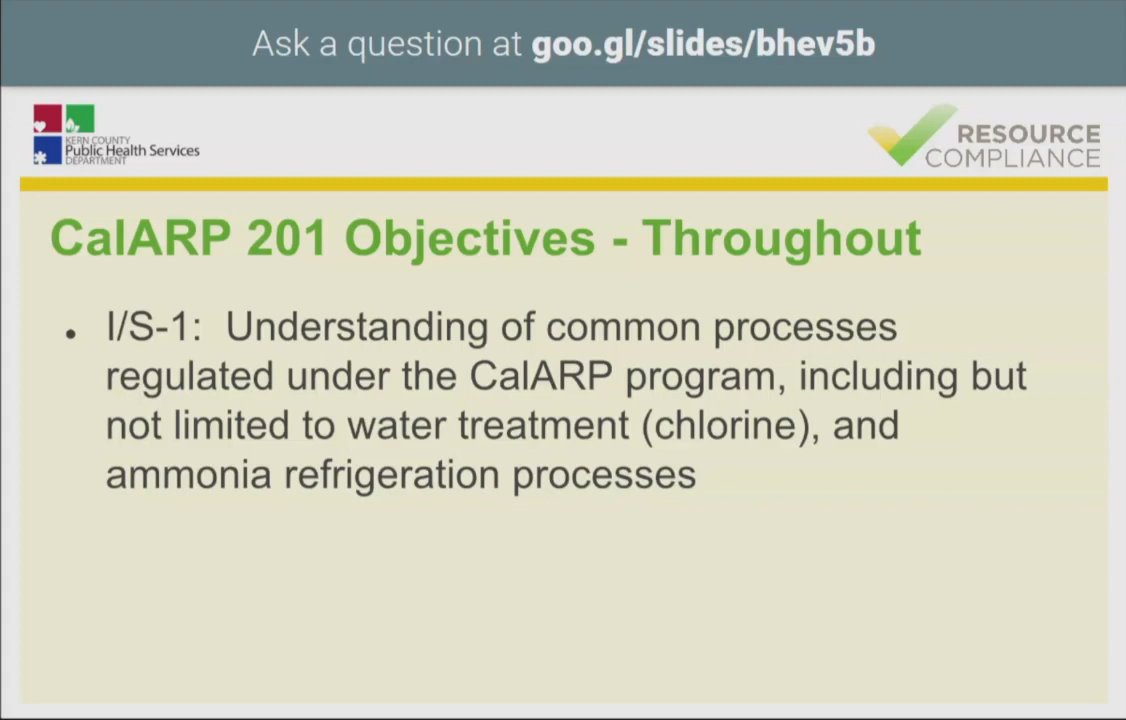 Ask a question at goo.gl/slides/bhev5b
KERN COUNTY
Public Health Services
DEPARTMENT
RESOURCE
COMPLIANCE
CalARP 201 Objectives - Throughout
• I/S-1:  Understanding of common processes
regulated under the CalARP program, including but
not limited to water treatment (chlorine), and
ammonia refrigeration processes